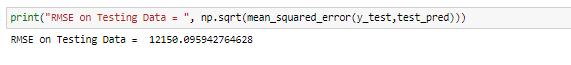 print("RMSE on Testing Data = ", np.sqrt(mean_squared_error(y_test,test_pred)))
RMSE on Testing Data =  12150.095942764628